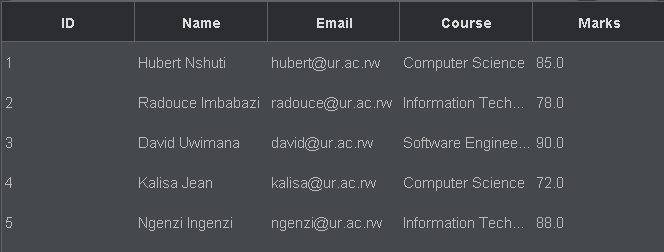 ID Name Email Course Marks
1 Hubert Nshuti hubert@ur.ac.rw Computer Science 85.0
2 Radouce Imbabazi radouce@ur.ac.rw Information Tech... 78.0
3 David Uwimana david@ur.ac.rw Software Enginee... 90.0
4 Kalisa Jean kalisa@ur.ac.rw Computer Science 72.0
5 Ngenzi Ingenzi ngenzi@ur.ac.rw Information Tech... 88.0